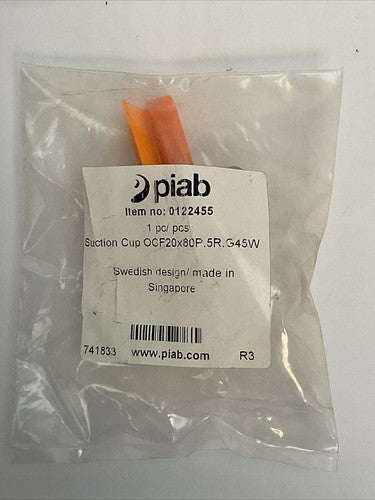 piab
Item no: 0122455
1 pc/ pcs
Suction Cup OCF20x80P.5R.G45W
Swedish design/ made in
Singapore
741833 www.piab.com R3